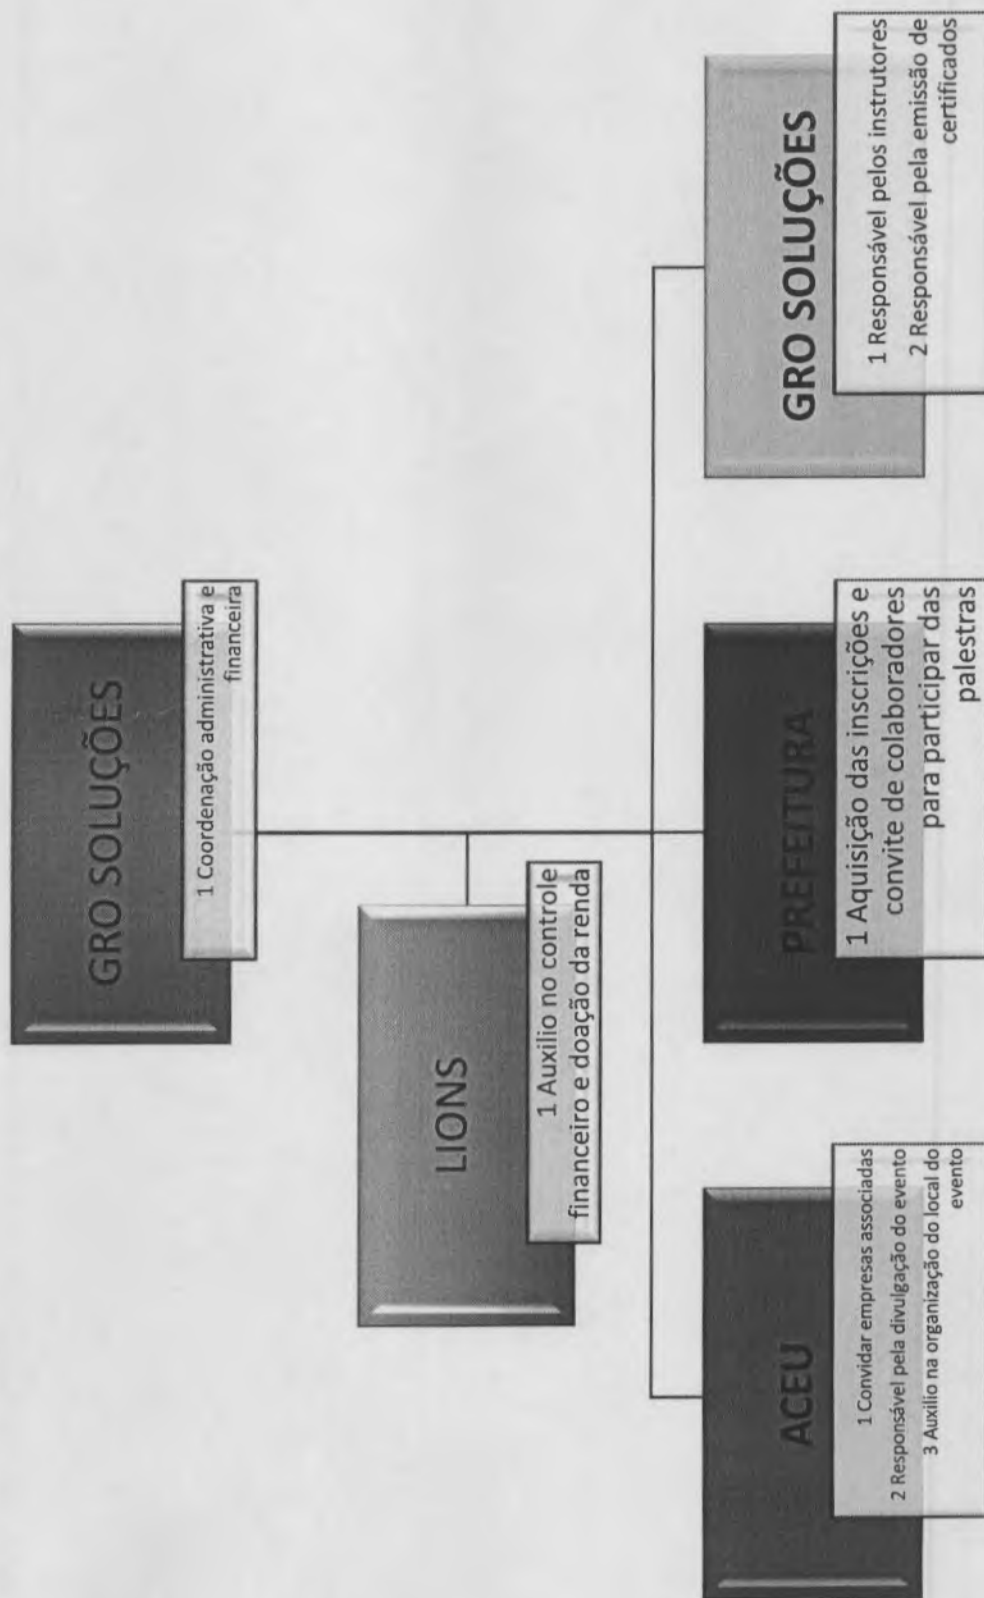 GRO SOLUÇÕES
1 Coordenação administrativa e
financeira
LIONS
1 Auxilio no controle
financeiro e doação da renda
ACEU
1 Convidar empresas associadas
2 Responsável pela divulgação do evento
3 Auxilio na organização do local do
evento
PREFEITURA
1 Aquisição das inscrições e
convite de colaboradores
para participar das
palestras
GRO SOLUÇÕES
1 Responsável pelos instrutores
2 Responsável pela emissão de
certificados